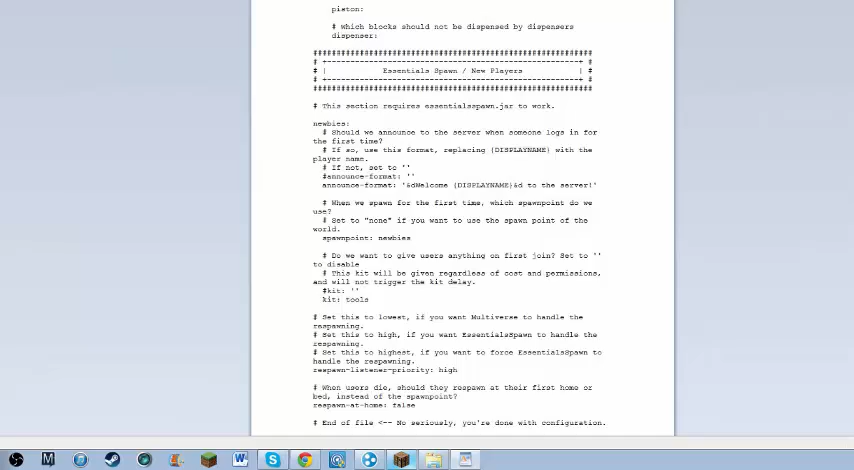 piston:
# Which blocks should not be dispensed by dispensers
dispenser:
############################################################
# +------------------------------------------------------+ #
# | Essentials Spawn / New Players | #
# +------------------------------------------------------+ #
############################################################
# This section requires essentialsspawn.jar to work.
newbies:
# Should we announce to the server when someone logs in for
the first time?
# If so, use this format, replacing {DISPLAYNAME} with the
player name.
# If not, set to ''
#announce-format: ''
announce-format: '&dWelcome {DISPLAYNAME}&d to the server!'
# When we spawn for the first time, which spawnpoint do we
use?
# Set to "none" if you want to use the spawn point of the
world.
spawnpoint: newbies
# Do we want to give users anything on first join? Set to ''
to disable
# This kit will be given regardless of cost and permissions,
and will not trigger the kit delay.
#kit: ''
kit: tools
# Set this to lowest, if you want Multiverse to handle the
respawning.
# Set this to high, if you want EssentialsSpawn to handle the
respawning.
# Set this to highest, if you want to force EssentialsSpawn to
handle the respawning.
respawn-listener-priority: high
# When users die, should they respawn at their first home or
bed, instead of the spawnpoint?
respawn-at-home: false
# End of file <-- No seriously, you're done with configuration.